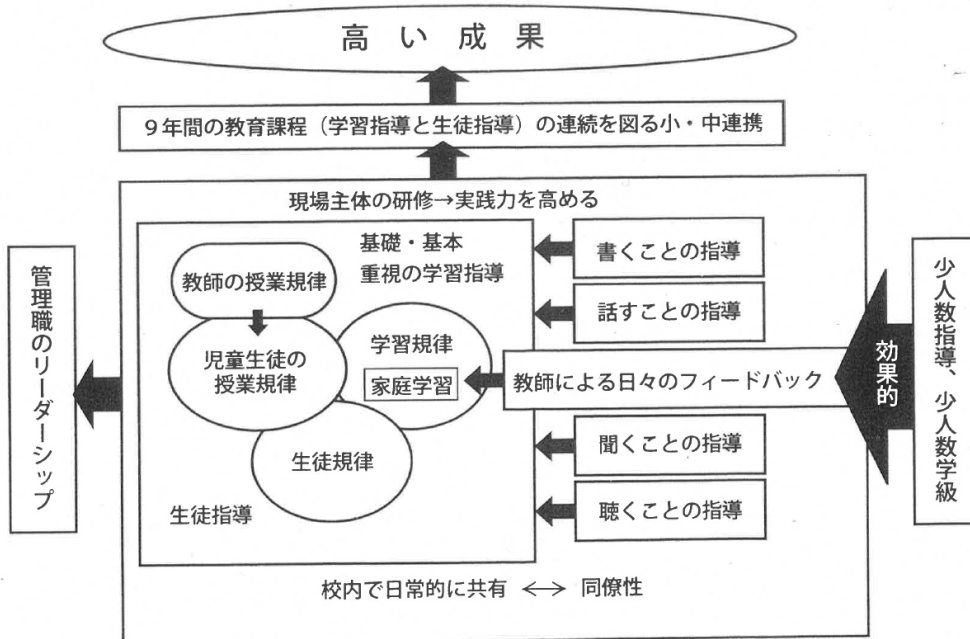 高い成果
９年間の教育課程（学習指導と生徒指導）の連続を図る小・中連携
現場主体の研修→実践力を高める
管理職のリーダーシップ
基礎・基本
重視の学習指導
教師の授業規律
児童生徒の
授業規律
学習規律
家庭学習
生徒規律
生徒指導
書くことの指導
話すことの指導
教師による日々のフィードバック
聞くことの指導
聴くことの指導
効果的
少人数指導、少人数学級
校内で日常的に共有 ⟷ 同僚性